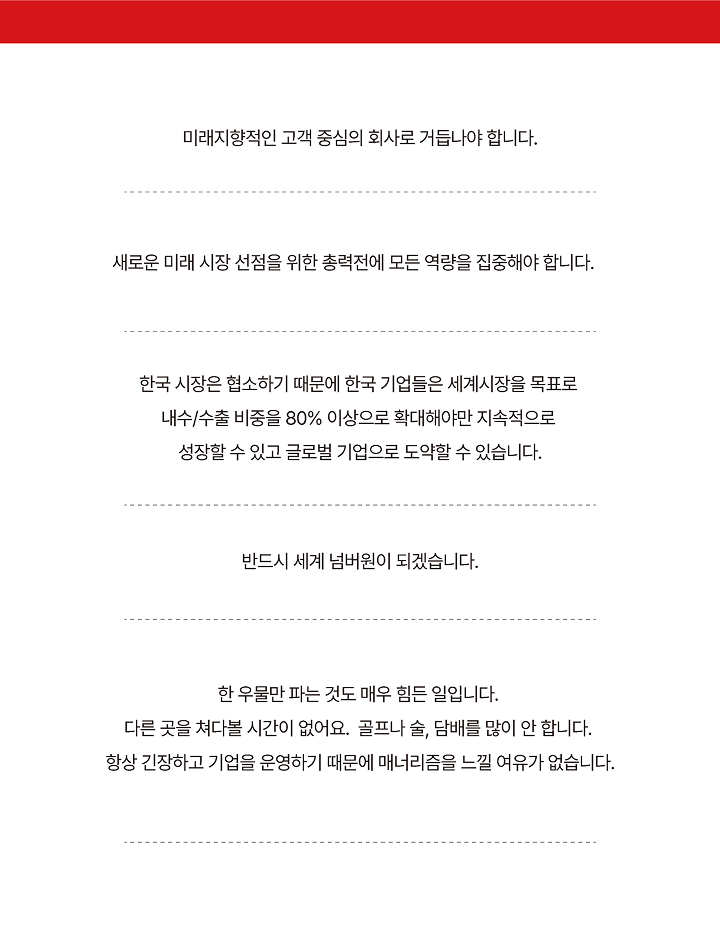 미래지향적인 고객 중심의 회사로 거듭나야 합니다.
새로운 미래 시장 선점을 위한 총력전에 모든 역량을 집중해야 합니다.
한국 시장은 협소하기 때문에 한국 기업들은 세계시장을 목표로
내수/수출 비중을 80% 이상으로 확대해야만 지속적으로
성장할 수 있고 글로벌 기업으로 도약할 수 있습니다.
반드시 세계 넘버원이 되겠습니다.
한 우물만 파는 것도 매우 힘든 일입니다.
다른 곳을 쳐다볼 시간이 없어요. 골프나 술, 담배를 많이 안 합니다.
항상 긴장하고 기업을 운영하기 때문에 매너리즘을 느낄 여유가 없습니다.